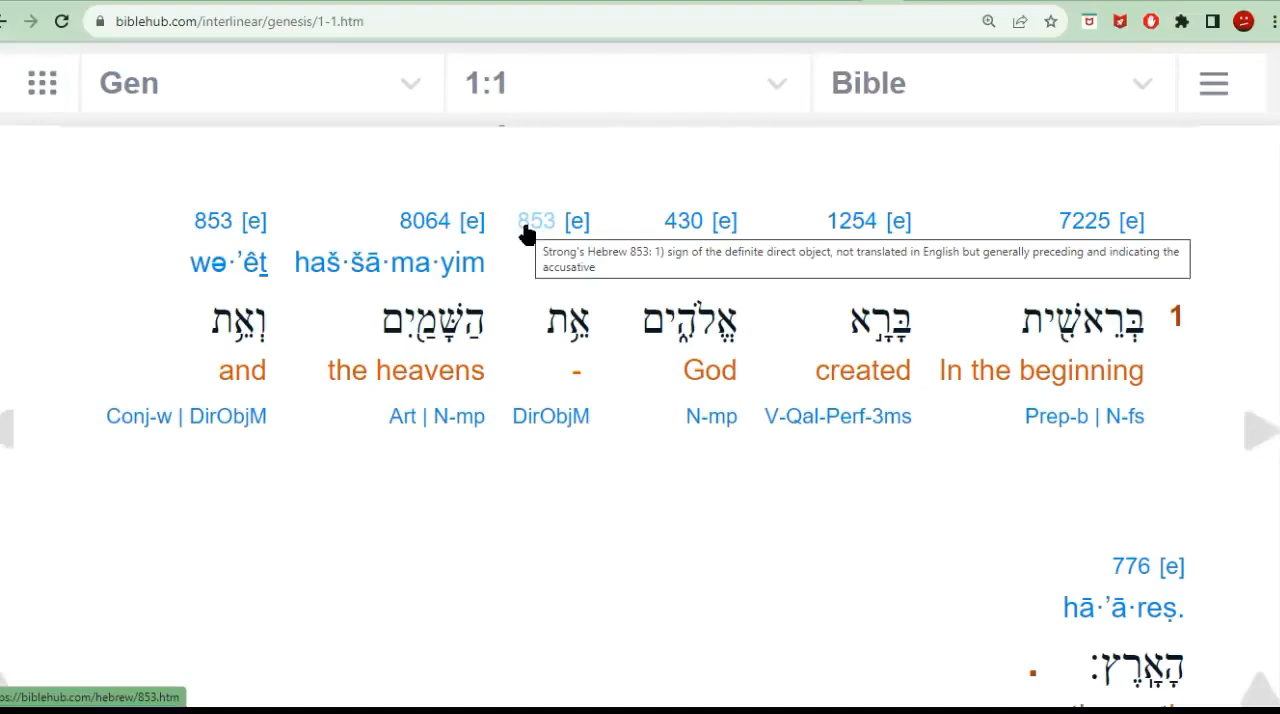 biblehub.com/interlinear/genesis/1-1.htm
Gen 1:1 Bible
853 [e] 8064 [e] 853 [e] 430 [e] 1254 [e] 7225 [e]
wə·’êṯ haš·šā·ma·yim
Strong's Hebrew 853: 1) sign of the definite direct object, not translated in English but generally preceding and indicating the
accusative
1 בְּרֵאשִׁ֖ית בָּרָ֣א אֱלֹהִ֑ים אֵ֥ת הַשָּׁמַ֖יִם וְאֵ֥ת
and the heavens - God created In the beginning
Conj-w | DirObjM Art | N-mp DirObjM N-mp V-Qal-Perf-3ms Prep-b | N-fs
776 [e]
hā·’ā·reṣ.
הָאָֽרֶץ׃ .
ps://biblehub.com/hebrew/853.htm